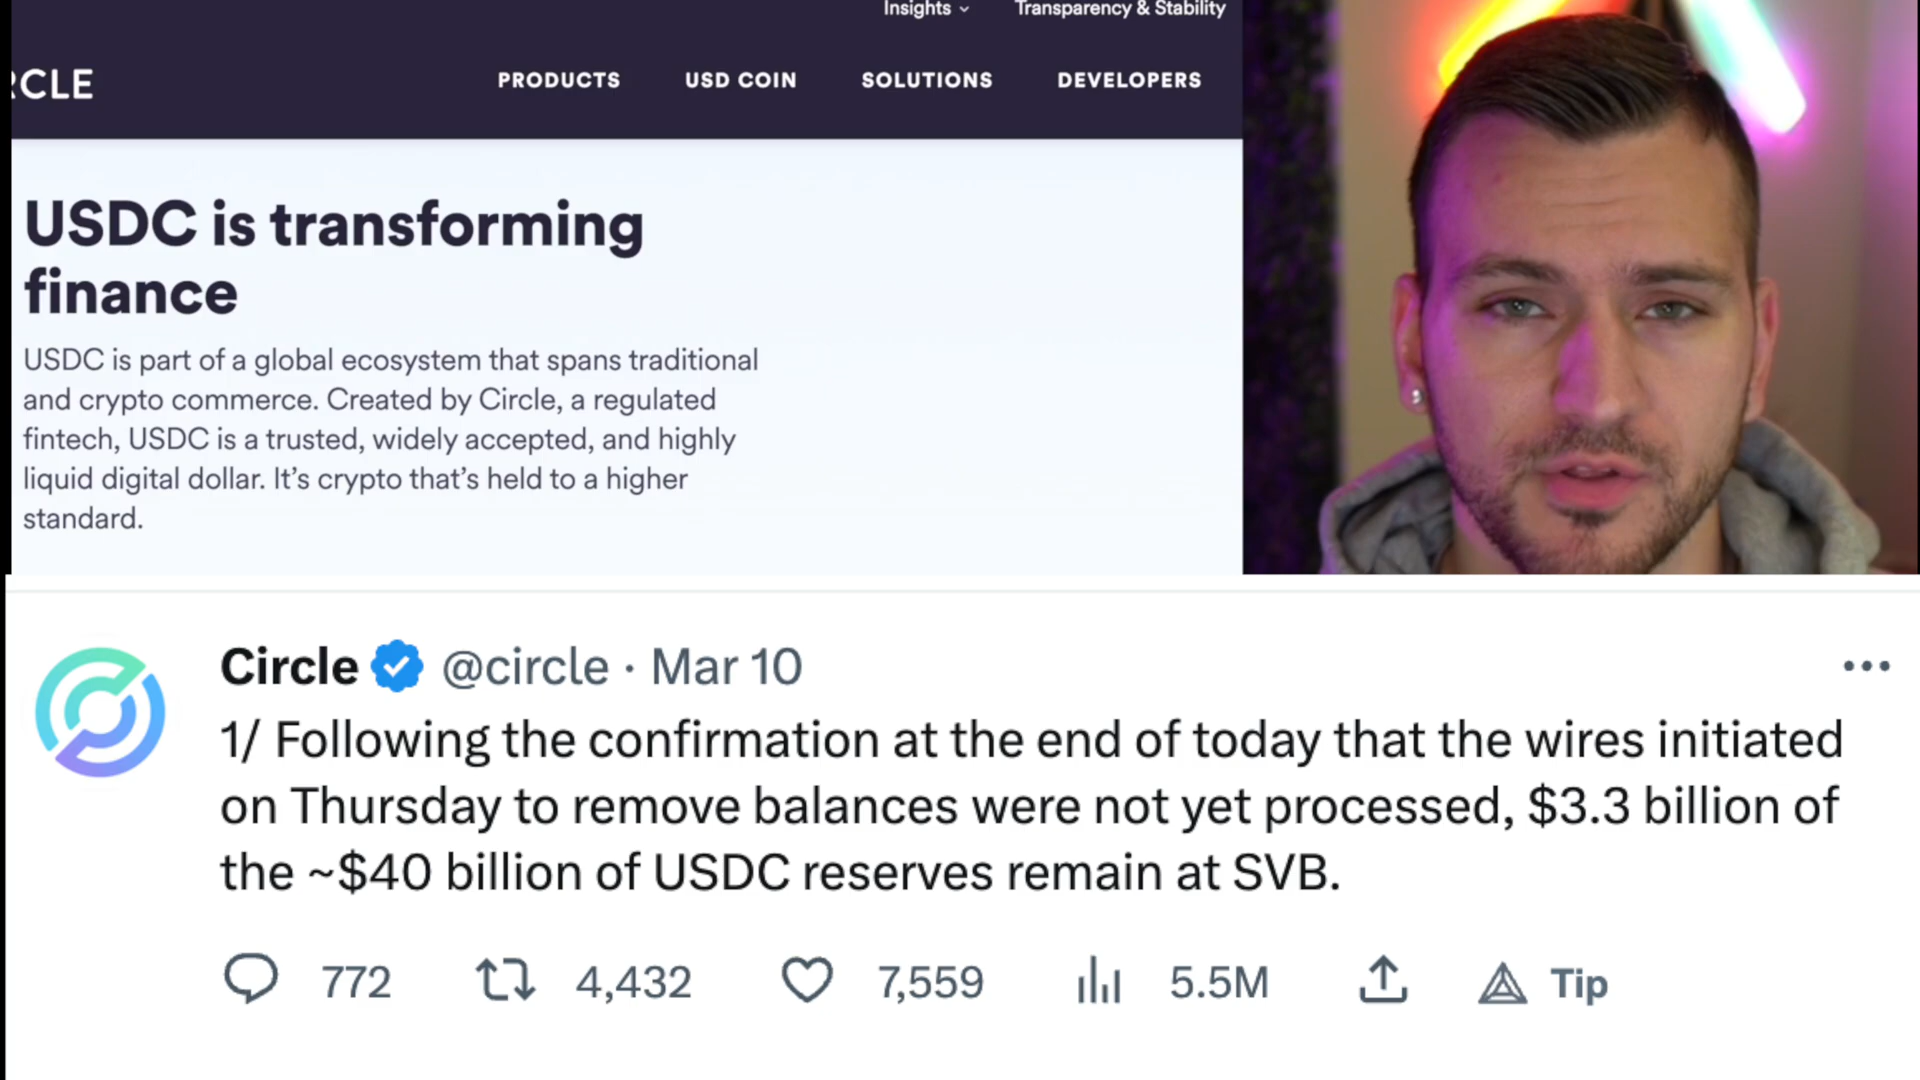 Insights
Transparency & Stability
RCLE
PRODUCTS
USD COIN
SOLUTIONS
DEVELOPERS
USDC is transforming
finance
USDC is part of a global ecosystem that spans traditional
and crypto commerce. Created by Circle, a regulated
fintech, USDC is a trusted, widely accepted, and highly
liquid digital dollar. It’s crypto that’s held to a higher
standard.
Circle @circle · Mar 10
1/ Following the confirmation at the end of today that the wires initiated
on Thursday to remove balances were not yet processed, $3.3 billion of
the ~$40 billion of USDC reserves remain at SVB.
772
4,432
7,559
5.5M
Tip